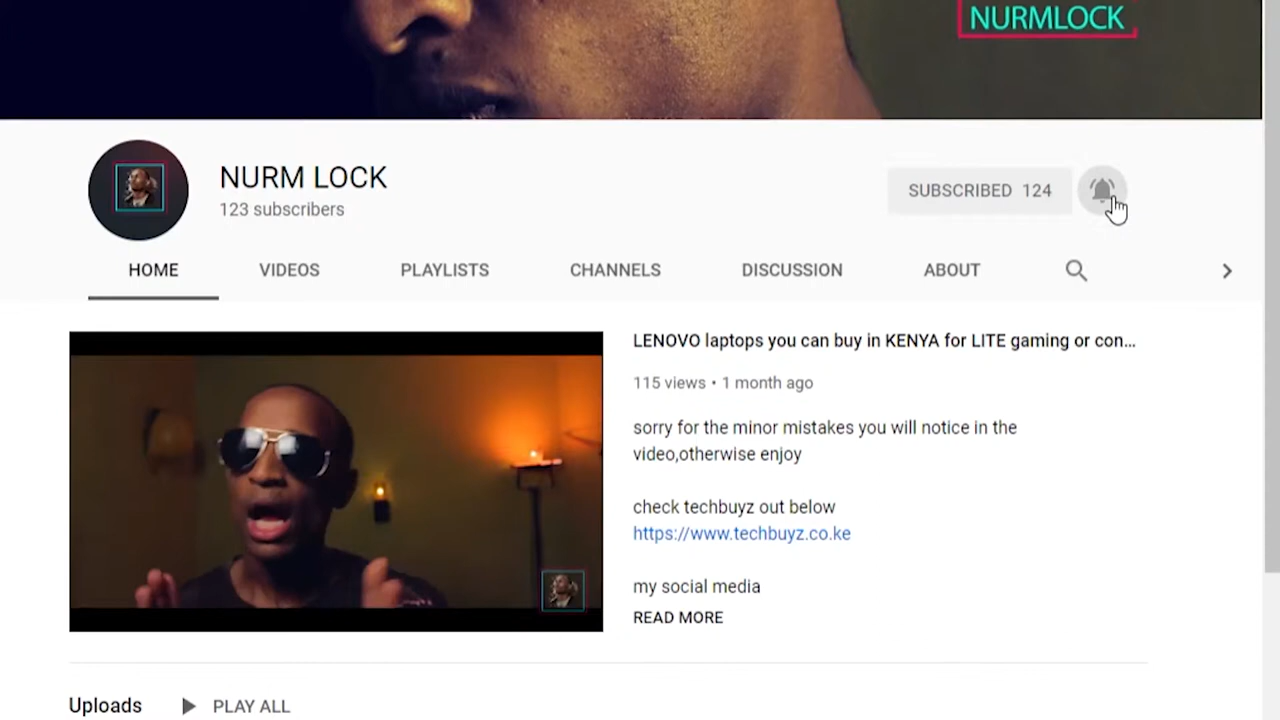 NURMLOCK
NURM LOCK
123 subscribers
SUBSCRIBED 124
HOME VIDEOS PLAYLISTS CHANNELS DISCUSSION ABOUT
LENOVO laptops you can buy in KENYA for LITE gaming or con...
115 views • 1 month ago
sorry for the minor mistakes you will notice in the
video,otherwise enjoy
check techbuyz out below
https://www.techbuyz.co.ke
my social media
READ MORE
Uploads PLAY ALL